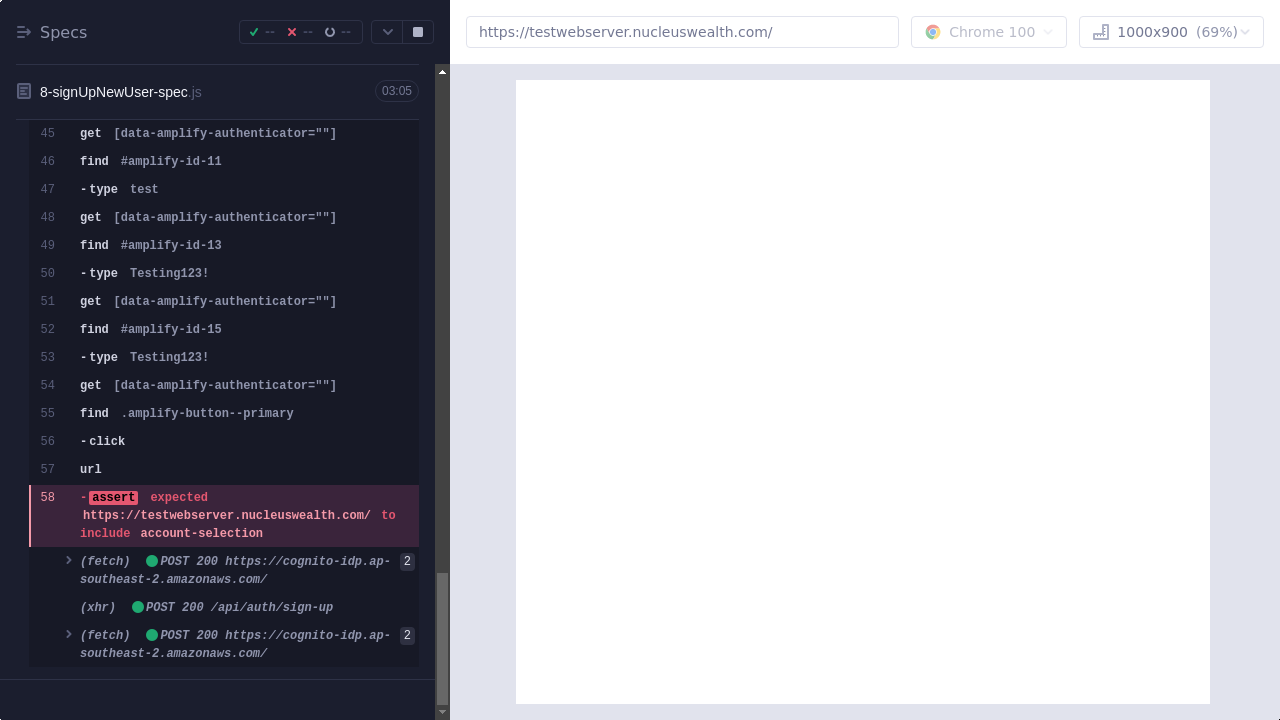 Specs
--
--
--
https://testwebserver.nucleuswealth.com/
Chrome 100
1000x900 (69%)
8-signUpNewUser-spec.js
03:05
45 get [data-amplify-authenticator=""]
46 find #amplify-id-11
47 -type test
48 get [data-amplify-authenticator=""]
49 find #amplify-id-13
50 -type Testing123!
51 get [data-amplify-authenticator=""]
52 find #amplify-id-15
53 -type Testing123!
54 get [data-amplify-authenticator=""]
55 find .amplify-button--primary
56 -click
57 url
58 -assert expected
https://testwebserver.nucleuswealth.com/ to
include account-selection
(fetch) POST 200 https://cognito-idp.ap- 2
southeast-2.amazonaws.com/
(xhr) POST 200 /api/auth/sign-up
(fetch) POST 200 https://cognito-idp.ap- 2
southeast-2.amazonaws.com/